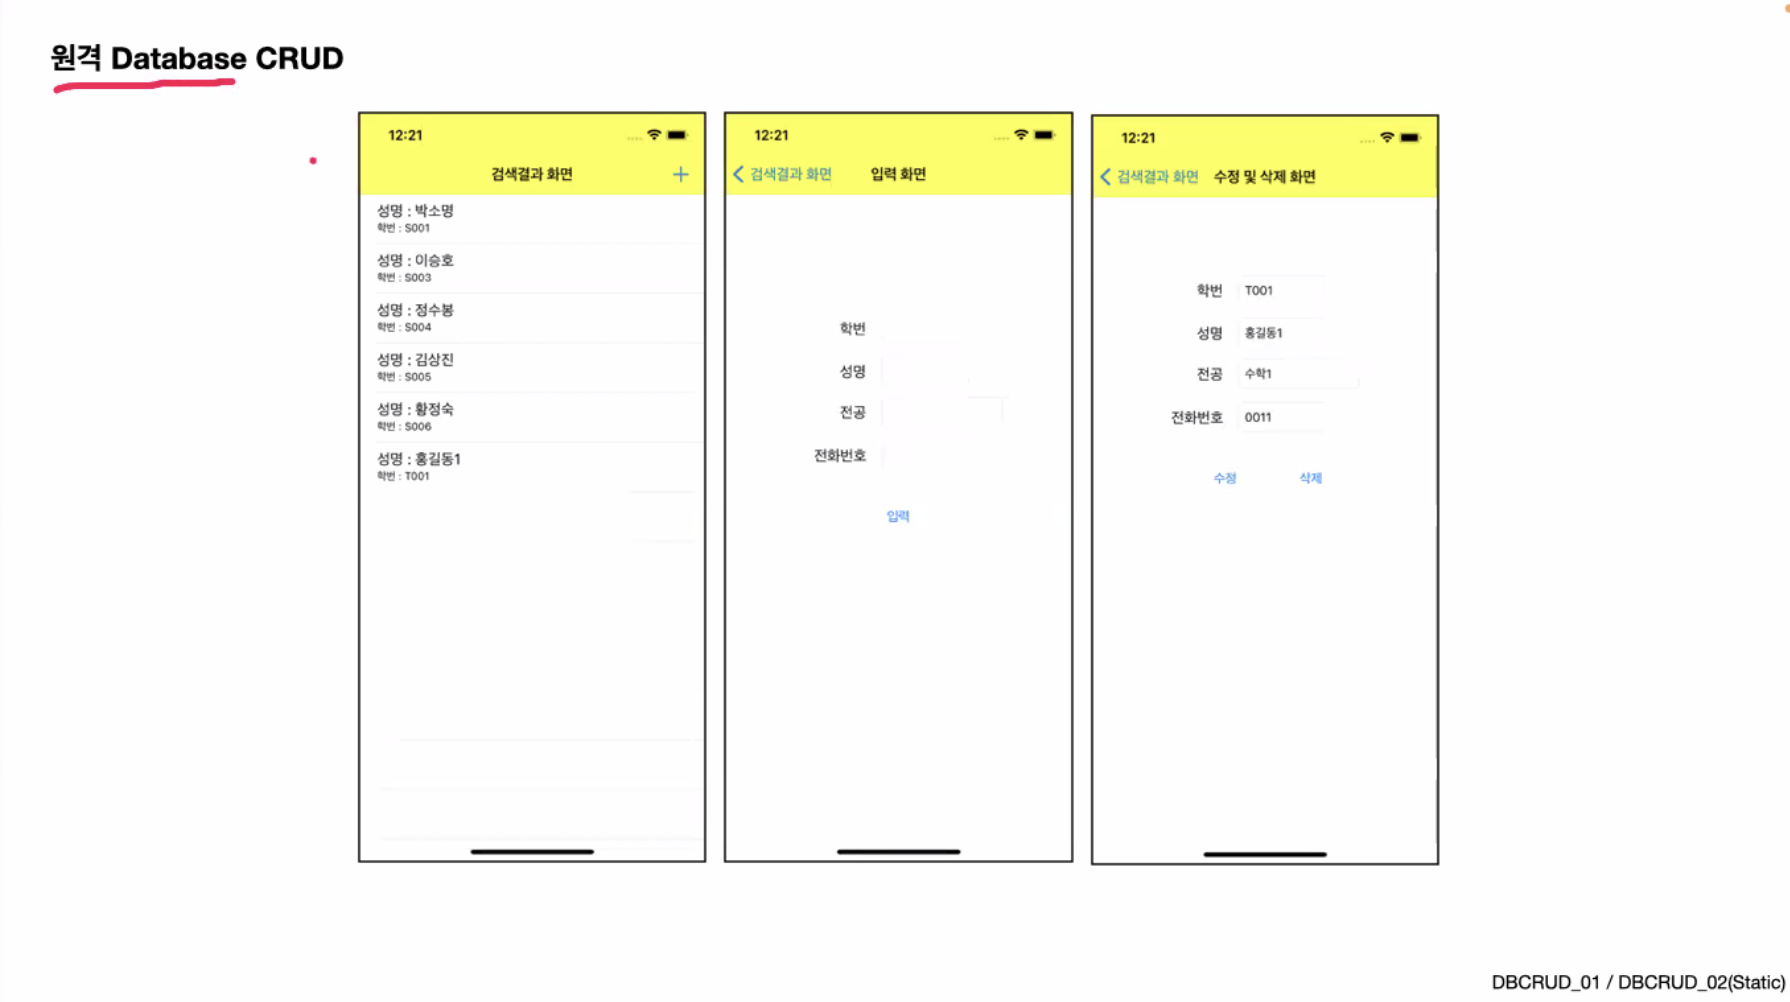 원격 Database CRUD
12:21
검색결과 화면 +
성명 : 박소명
학번 : S001
성명 : 이승호
학번 : S003
성명 : 정수봉
학번 : S004
성명 : 김상진
학번 : S005
성명 : 황정숙
학번 : S006
성명 : 홍길동1
학번 : T001
12:21
검색결과 화면 입력 화면
학번
성명
전공
전화번호
입력
12:21
검색결과 화면 수정 및 삭제 화면
학번 T001
성명 홍길동1
전공 수학1
전화번호 0011
수정 삭제
DBCRUD_01 / DBCRUD_02(Static)